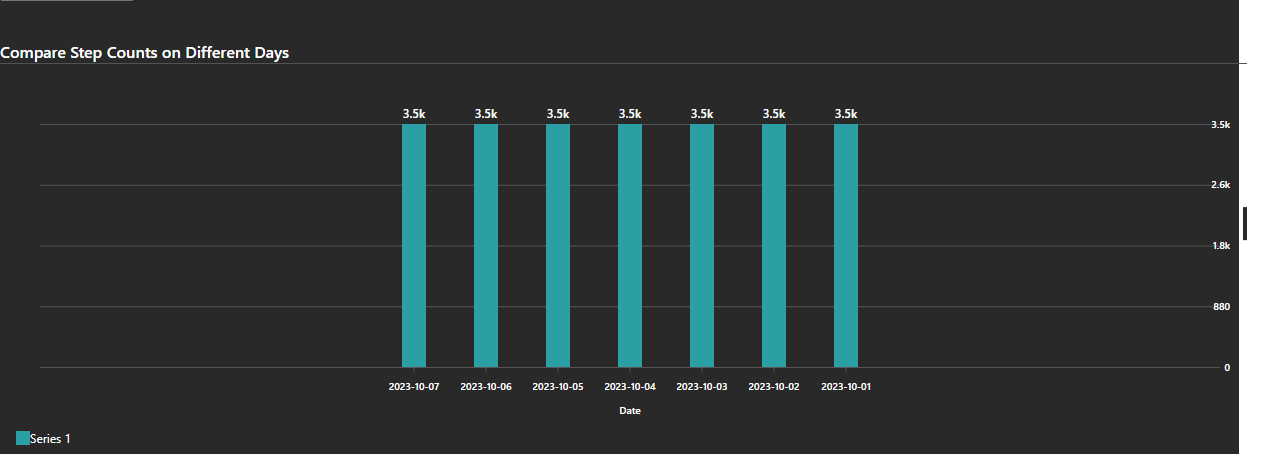 Compare Step Counts on Different Days
3.5k 3.5k 3.5k 3.5k 3.5k 3.5k 3.5k
3.5k
2.6k
1.8k
880
0
2023-10-07 2023-10-06 2023-10-05 2023-10-04 2023-10-03 2023-10-02 2023-10-01
Date
Series 1